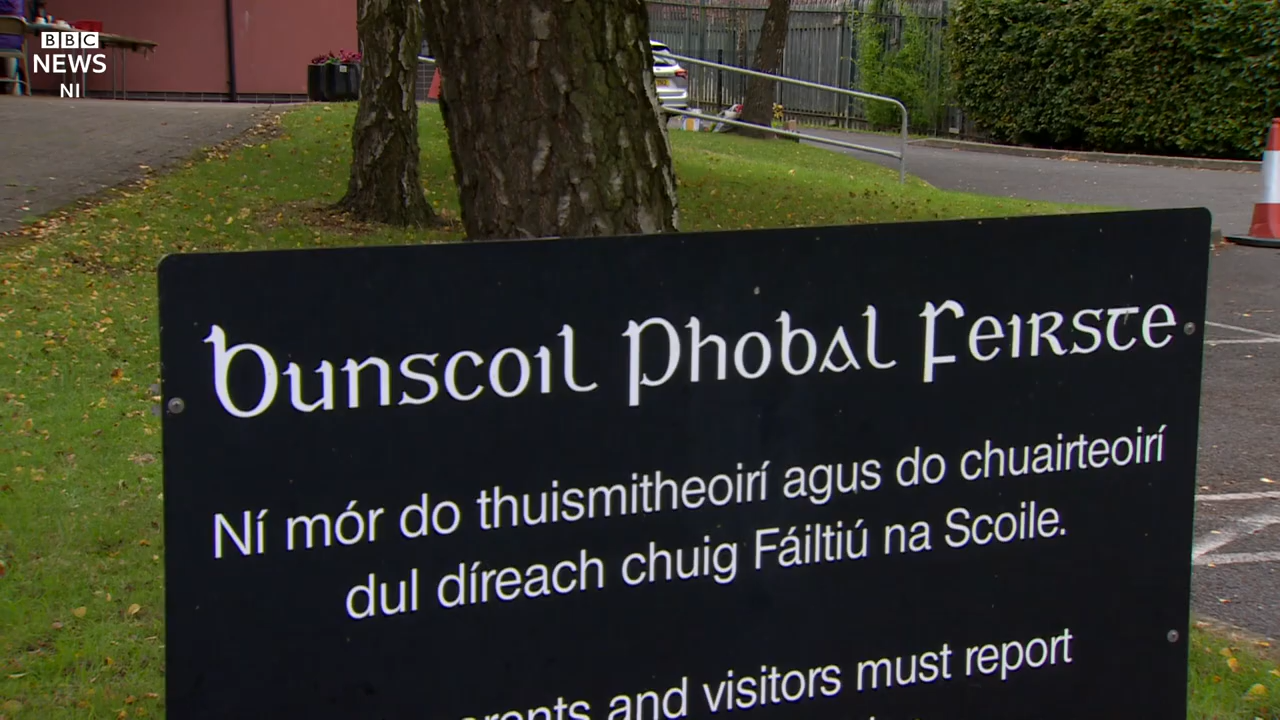 BBC
NEWS
NI
Bunscoil Phobal Feirste
Ní mór do thuismitheoirí agus do chuairteoirí
dul díreach chuig Fáiltiú na Scoile.
and visitors must report